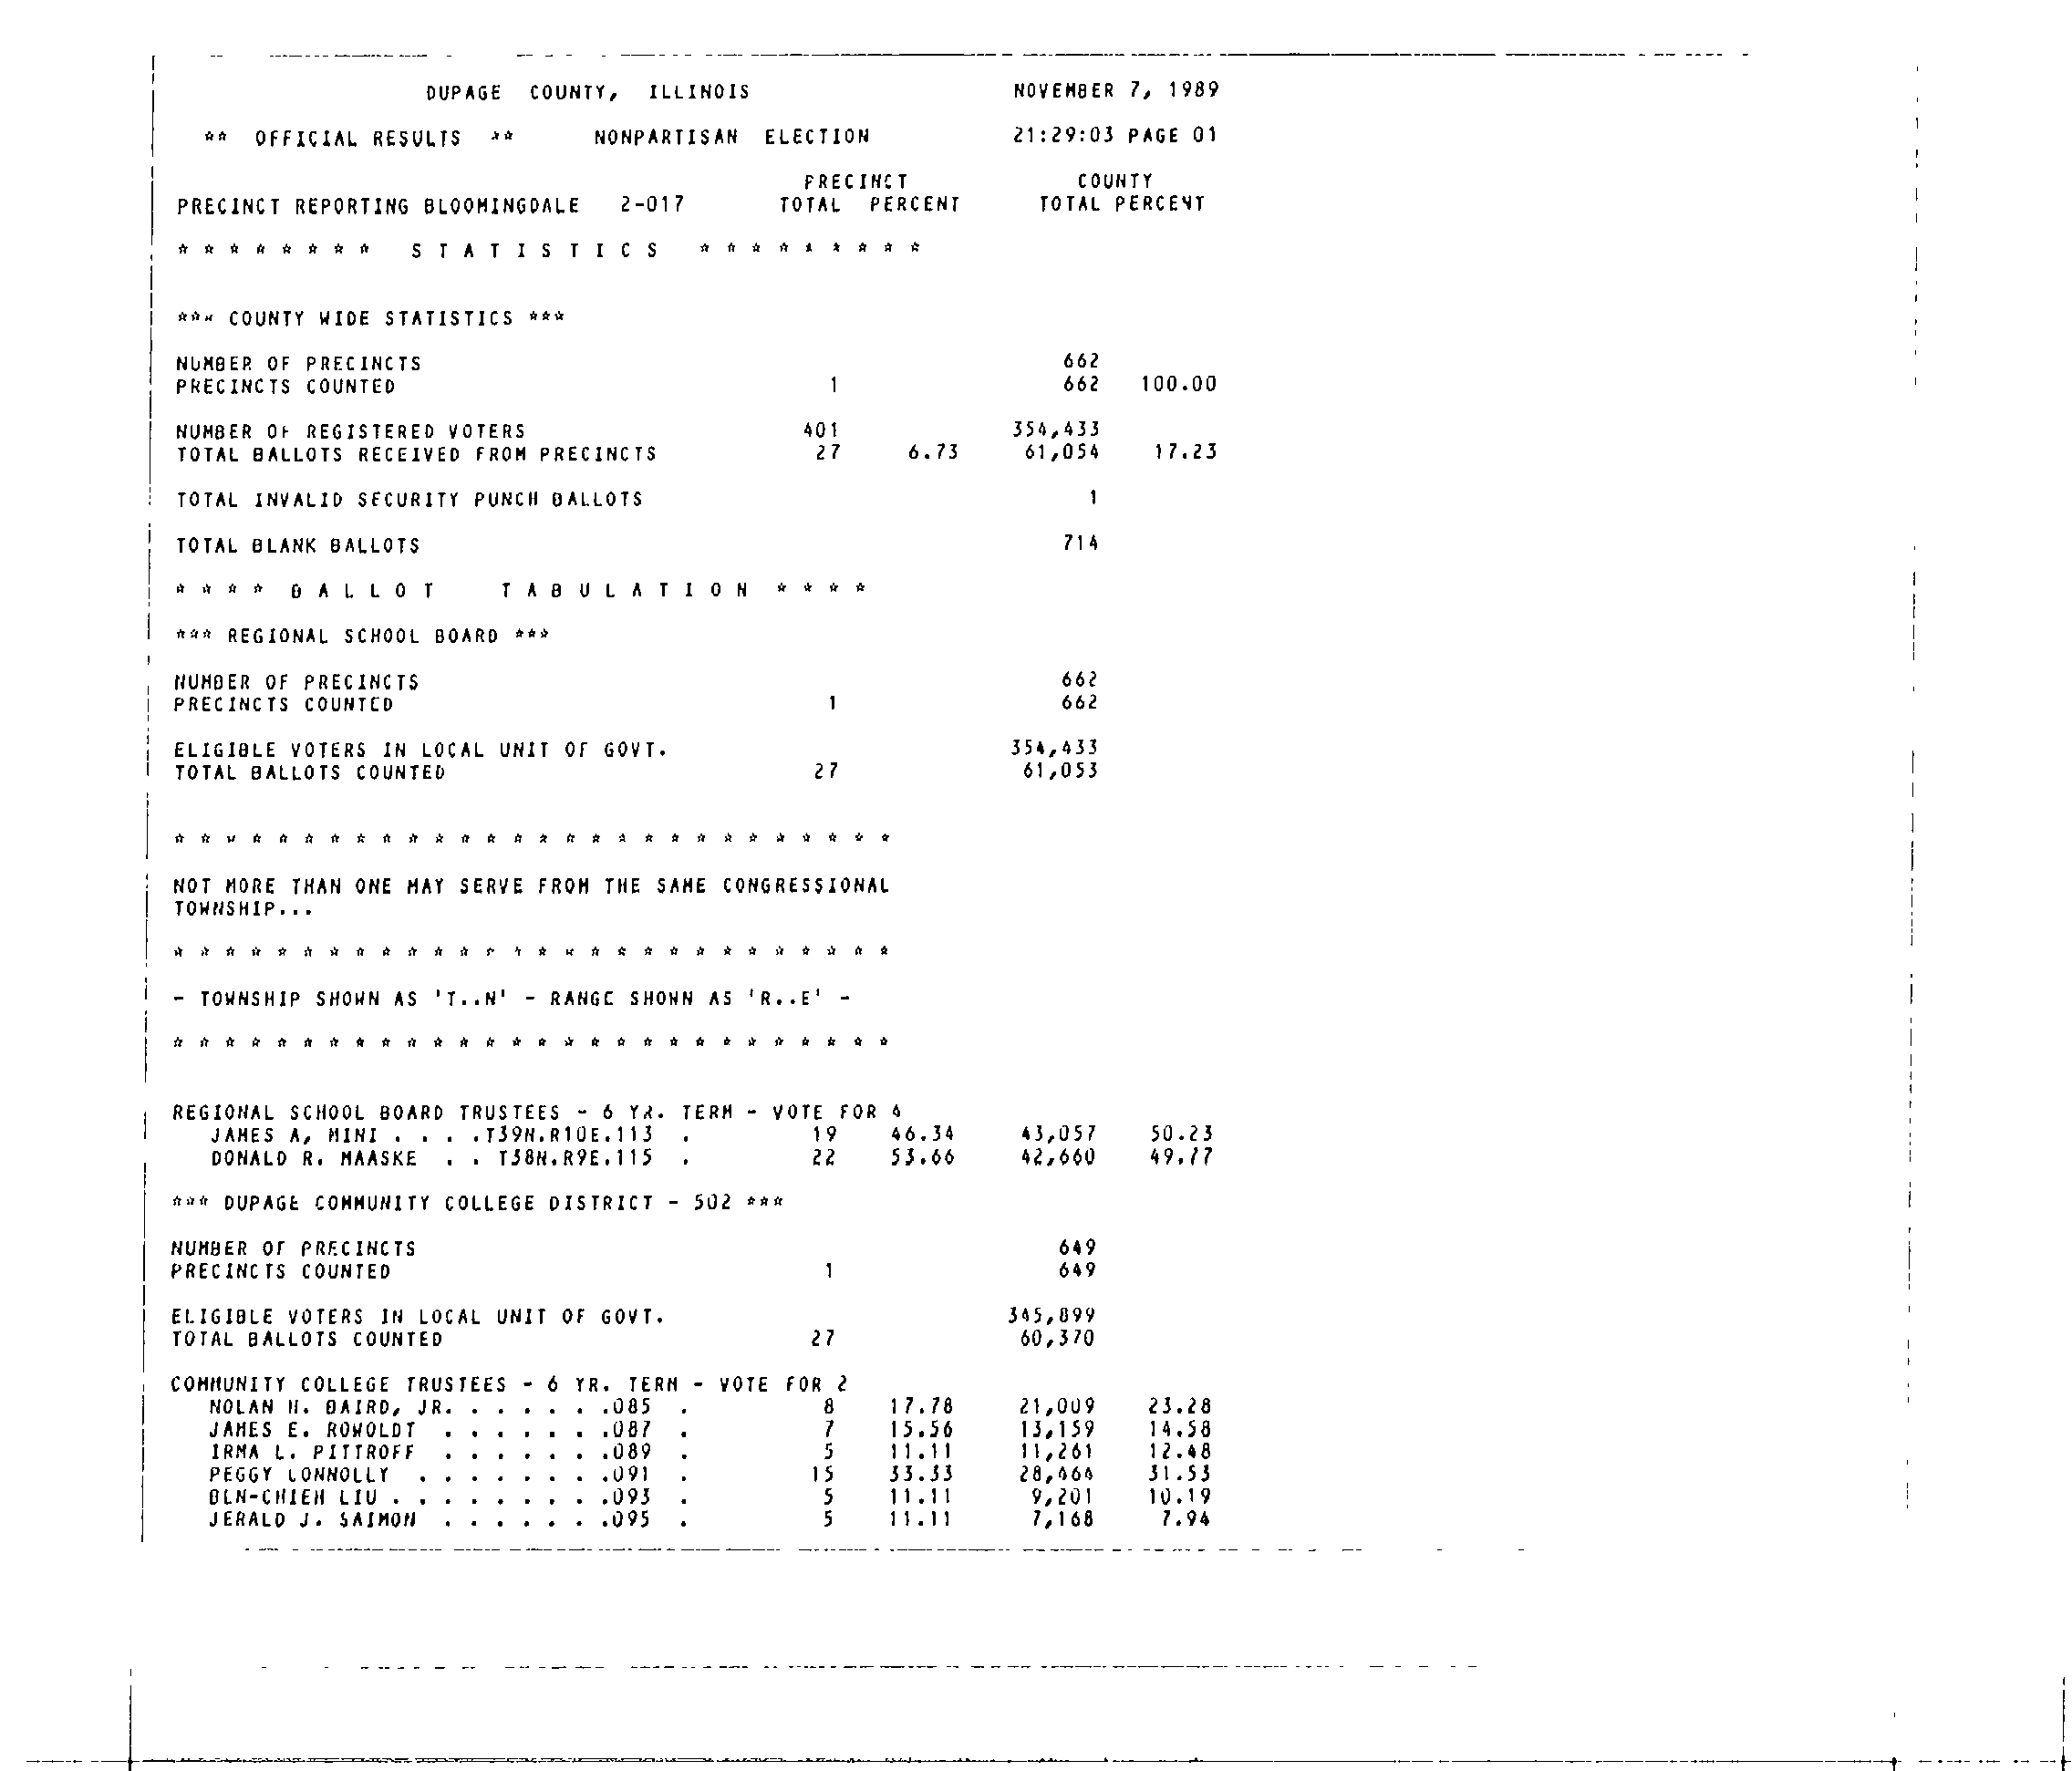 DUPAGE COUNTY, ILLINOIS NOVEMBER 7, 1989
** OFFICIAL RESULTS ** NONPARTISAN ELECTION 21:29:03 PAGE 01
PRECINCT COUNTY
PRECINCT REPORTING BLOOMINGDALE 2-017 TOTAL PERCENT TOTAL PERCENT
* * * * * * * * S T A T I S T I C S * * * * * * * * *
*** COUNTY WIDE STATISTICS ***
NUMBER OF PRECINCTS 662
PRECINCTS COUNTED 1 662 100.00
NUMBER OF REGISTERED VOTERS 401 354,433
TOTAL BALLOTS RECEIVED FROM PRECINCTS 27 6.73 61,054 17.23
TOTAL INVALID SECURITY PUNCH BALLOTS 1
TOTAL BLANK BALLOTS 714
* * * * B A L L O T T A B U L A T I O N * * * *
*** REGIONAL SCHOOL BOARD ***
NUMBER OF PRECINCTS 662
PRECINCTS COUNTED 1 662
ELIGIBLE VOTERS IN LOCAL UNIT OF GOVT. 354,433
TOTAL BALLOTS COUNTED 27 61,053
* * * * * * * * * * * * * * * * * * * * * * * * * * * *
NOT MORE THAN ONE MAY SERVE FROM THE SAME CONGRESSIONAL
TOWNSHIP...
* * * * * * * * * * * * * * * * * * * * * * * * * * * *
- TOWNSHIP SHOWN AS 'T..N' - RANGE SHOWN AS 'R..E' -
* * * * * * * * * * * * * * * * * * * * * * * * * * * *
REGIONAL SCHOOL BOARD TRUSTEES - 6 YR. TERM - VOTE FOR 4
JAMES A, MINI . . . .T39N.R10E.113 . 19 46.34 43,057 50.23
DONALD R. MAASKE . . T38N.R9E.115 . 22 53.66 42,660 49.77
*** DUPAGE COMMUNITY COLLEGE DISTRICT - 502 ***
NUMBER OF PRECINCTS 649
PRECINCTS COUNTED 1 649
ELIGIBLE VOTERS IN LOCAL UNIT OF GOVT. 345,899
TOTAL BALLOTS COUNTED 27 60,370
COMMUNITY COLLEGE TRUSTEES - 6 YR. TERM - VOTE FOR 2
NOLAN H. BAIRD, JR. . . . . . .085 . 8 17.78 21,009 23.28
JAMES E. ROWOLDT . . . . . . .087 . 7 15.56 13,159 14.58
IRMA L. PITTROFF . . . . . . .089 . 5 11.11 11,261 12.48
PEGGY CONNOLLY . . . . . . . .091 . 15 33.33 28,464 31.53
BEN-CHIEH LIU . . . . . . . . .093 . 5 11.11 9,201 10.19
JERALD J. SAIMON . . . . . . .095 . 5 11.11 7,168 7.94